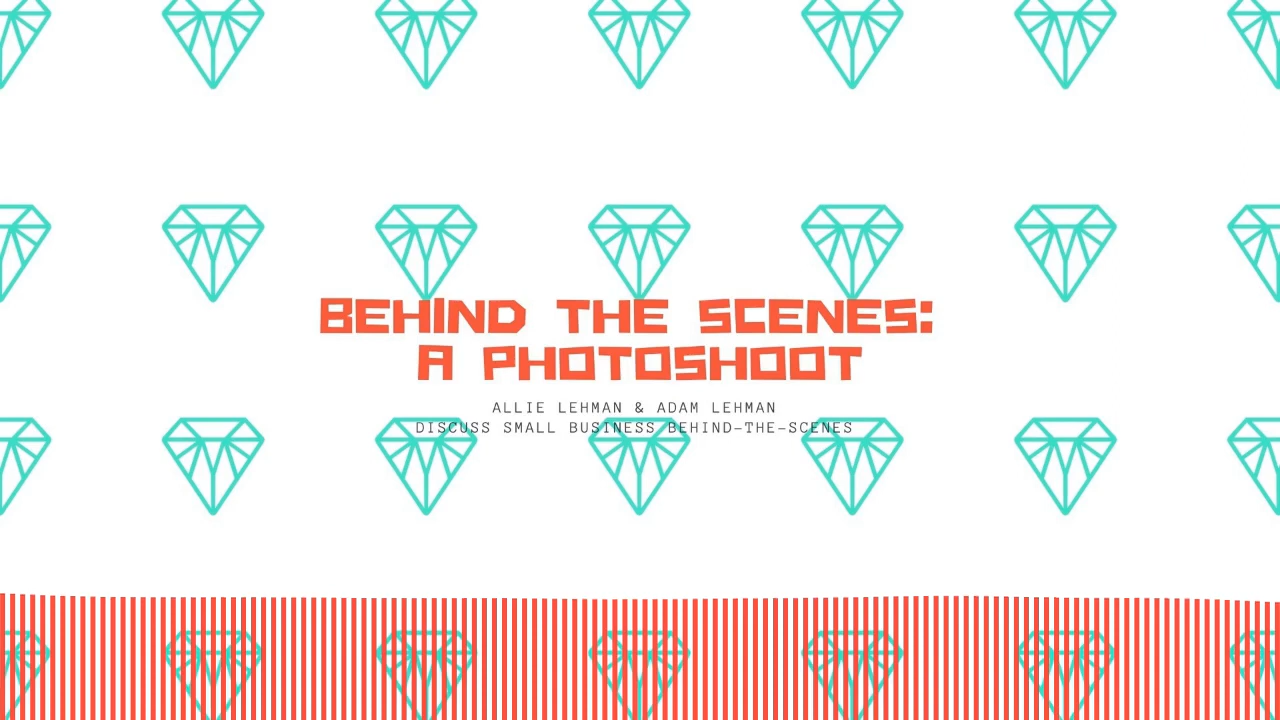 BEHIND THE SCENES:
A PHOTOSHOOT
ALLIE LEHMAN & ADAM LEHMAN
DISCUSS SMALL BUSINESS BEHIND-THE-SCENES